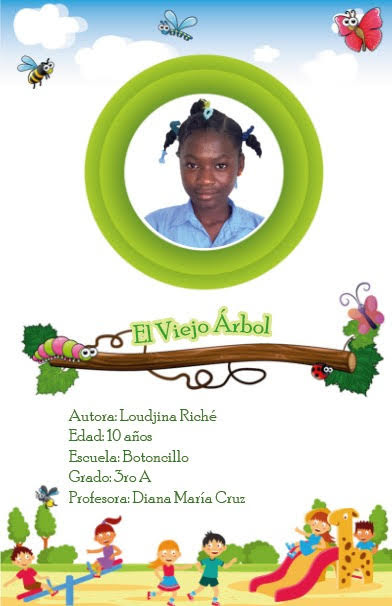 El Viejo Árbol
Autora: Loudjina Riché
Edad: 10 años
Escuela: Botoncillo
Grado: 3ro A
Profesora: Diana María Cruz